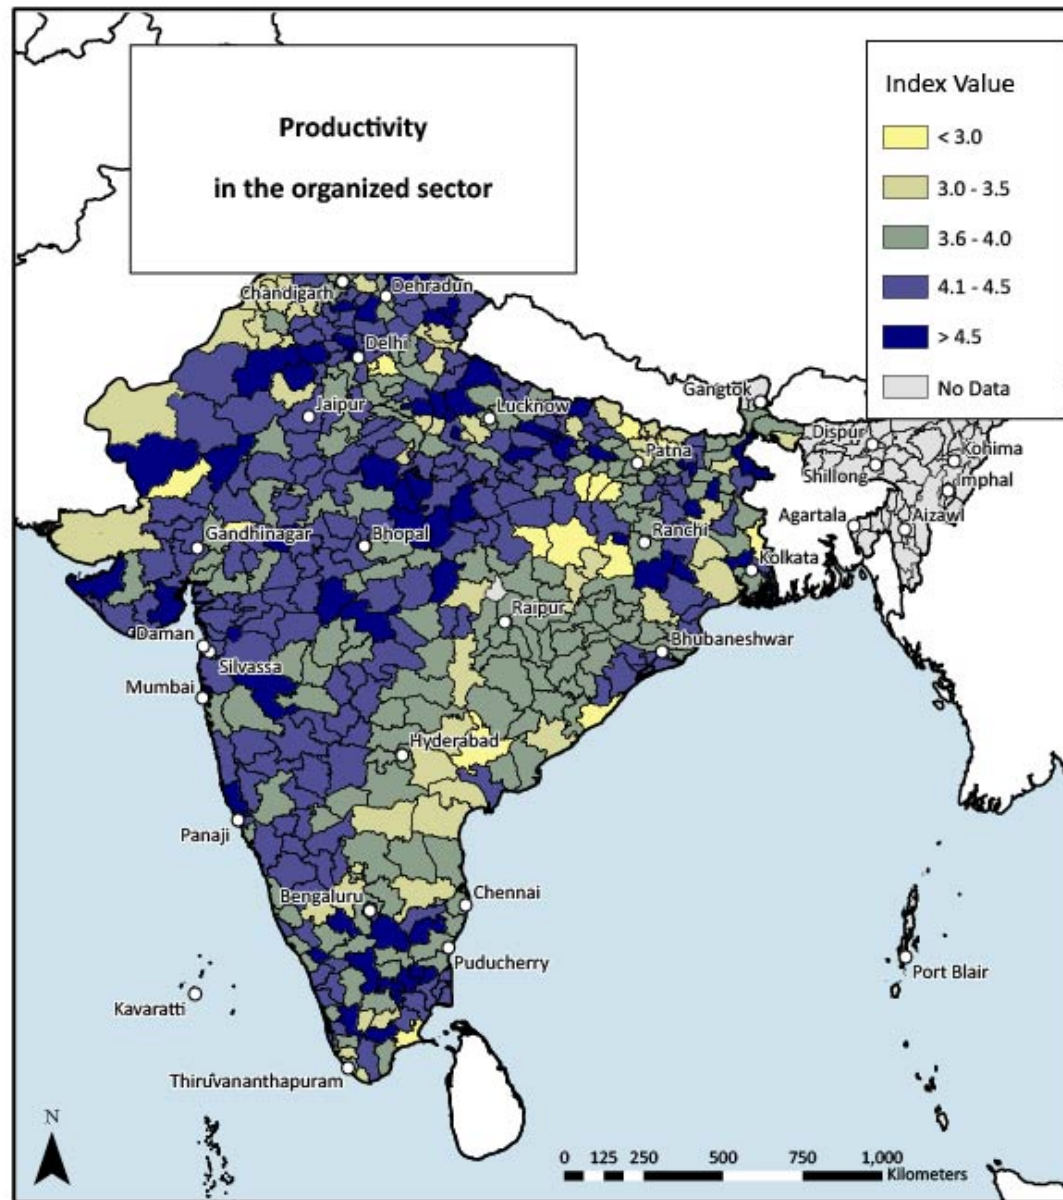 Productivity
in the organized sector
Index Value
< 3.0
3.0 - 3.5
3.6 - 4.0
4.1 - 4.5
> 4.5
No Data
Chandigarh
Dehradun
Delhi
Gangtok
Jaipur
Lucknow
Dispur
Kohima
Patna
Shillong
Imphal
Agartala
Aizawl
Gandhinagar
Bhopal
Ranchi
Kolkata
Raipur
Daman
Bhubaneshwar
Silvassa
Mumbai
Hyderabad
Panaji
Bengaluru
Chennai
Puducherry
Port Blair
Kavaratti
Thiruvananthapuram
N
0 125 250 500 750 1,000
Kilometers